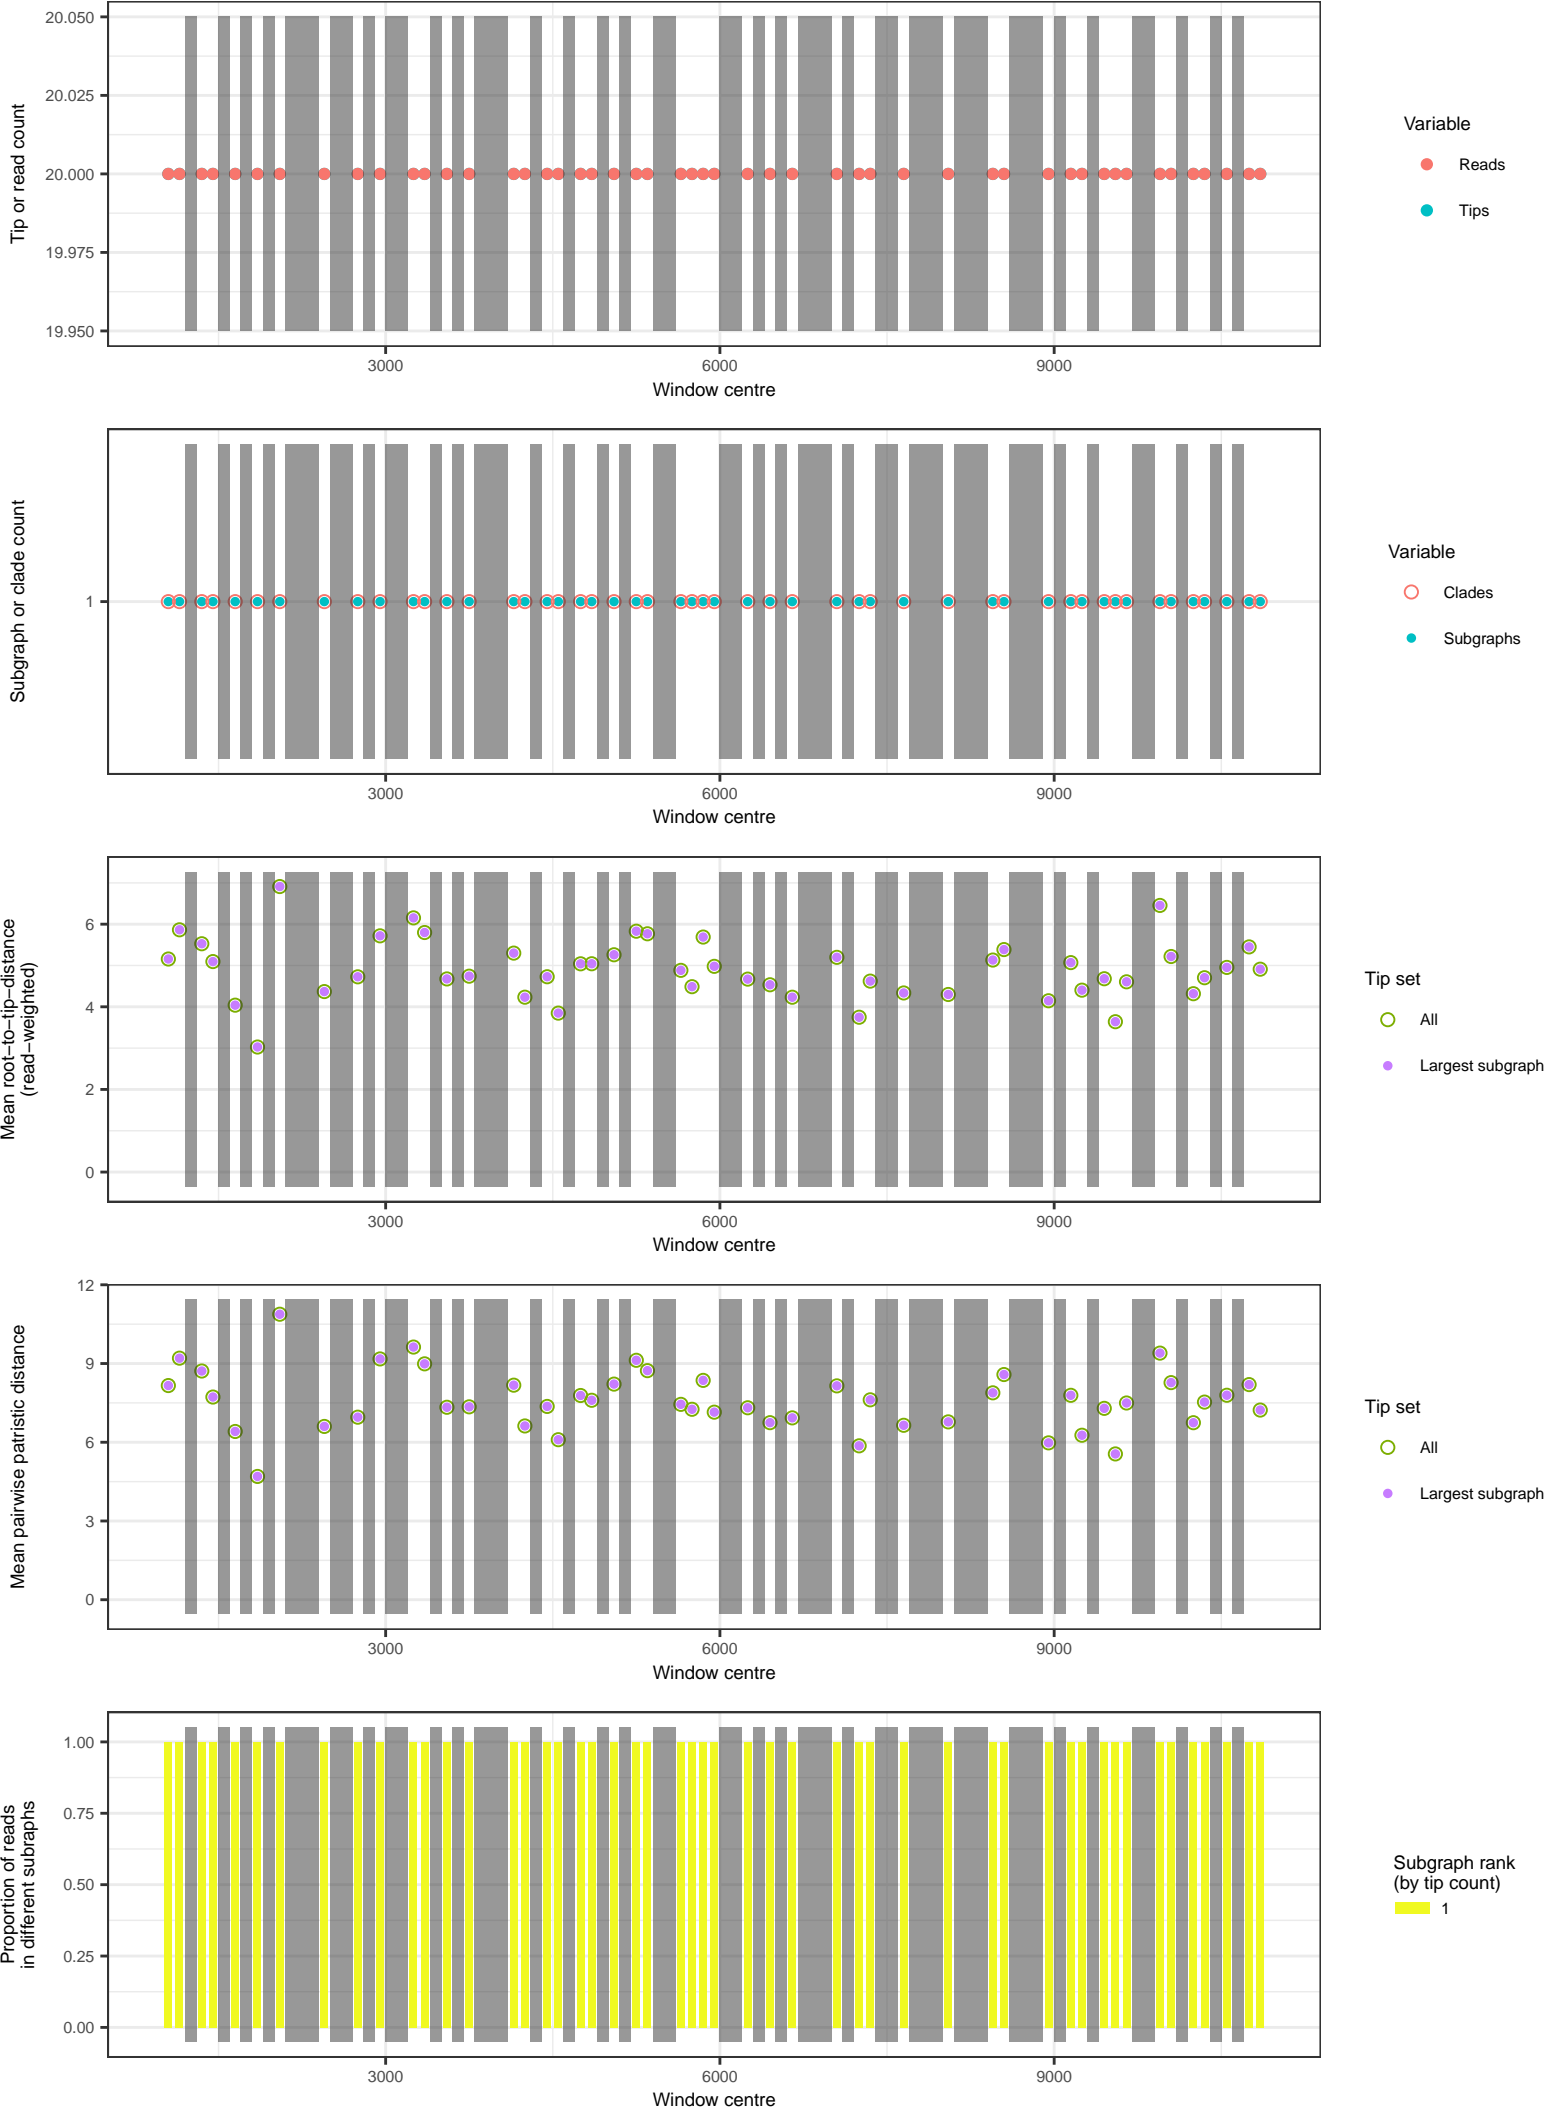 20.050
20.025
20.000
19.975
19.950
Tip or read count
3000
6000
9000
Window centre
Variable
Reads
Tips
1
Subgraph or clade count
3000
6000
9000
Window centre
Variable
Clades
Subgraphs
6
4
2
0
Mean root−to−tip−distance
(read−weighted)
3000
6000
9000
Window centre
Tip set
All
Largest subgraph
12
9
6
3
0
Mean pairwise patristic distance
3000
6000
9000
Window centre
Tip set
All
Largest subgraph
1.00
0.75
0.50
0.25
0.00
Proportion of reads
in different subraphs
3000
6000
9000
Window centre
Subgraph rank
(by tip count)
1